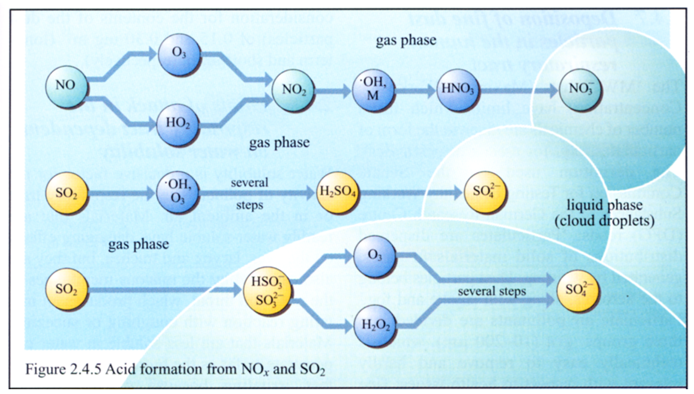 gas phase
NO
O₃
HO₂
NO₂
·OH,
M
HNO₃
NO₃⁻
gas phase
SO₂
·OH,
O₃
several
steps
H₂SO₄
SO₄²⁻
liquid phase
(cloud droplets)
gas phase
SO₂
HSO₃⁻
SO₃²⁻
O₃
H₂O₂
several steps
SO₄²⁻
Figure 2.4.5 Acid formation from NOₓ and SO₂